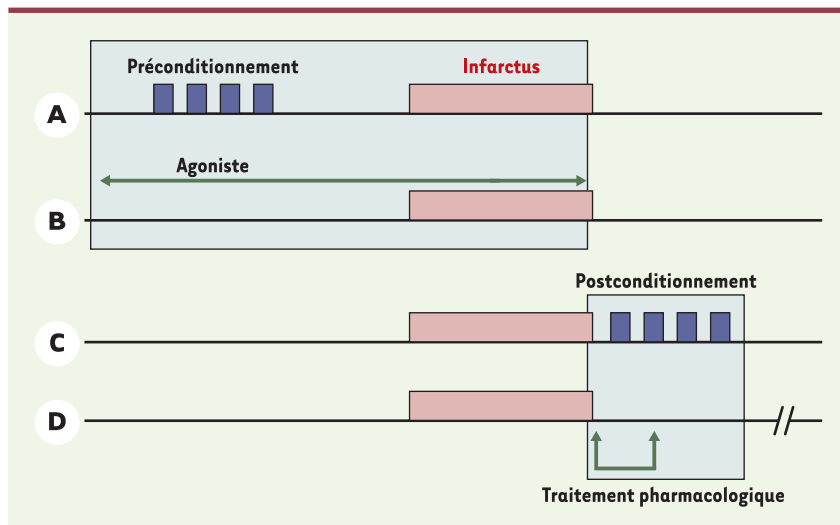 Préconditionnement
Infarctus
A
Agoniste
B
Postconditionnement
C
D
Traitement pharmacologique